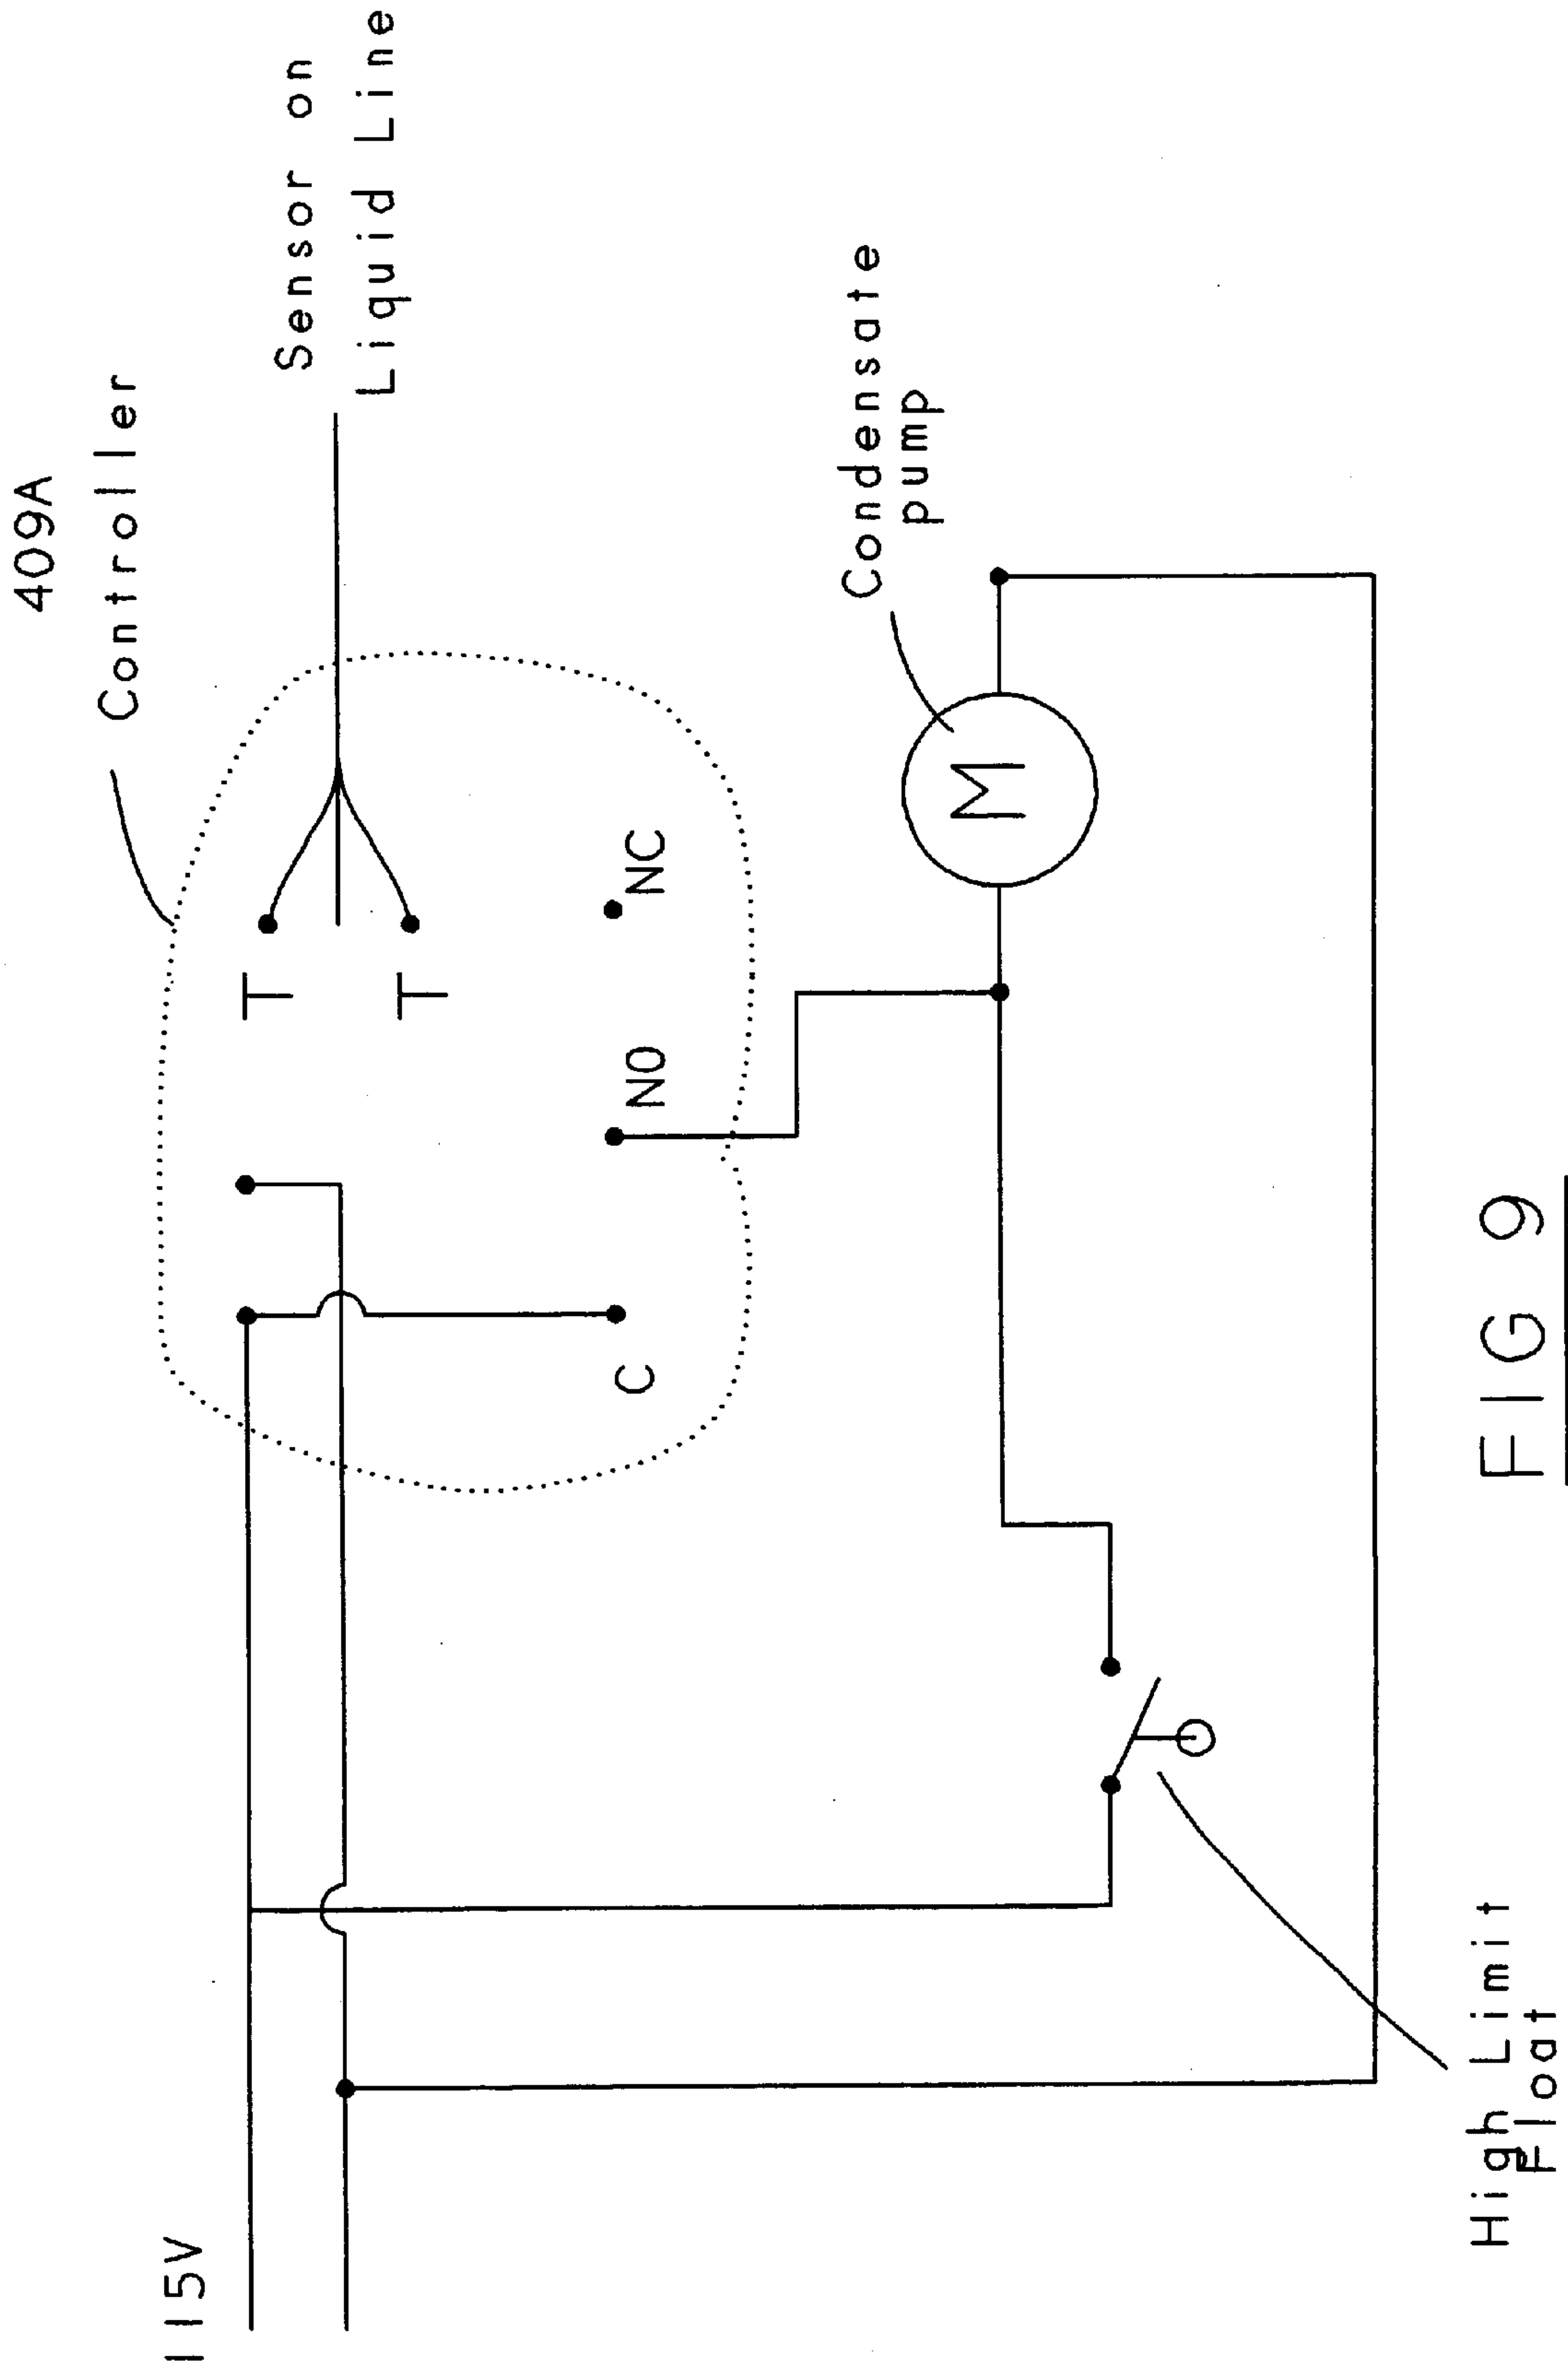 409A
Controller
Sensor on
Liquid Line
115V
T
T
C
NO
NC
Condensate
pump
M
High Limit
Float
FIG 9